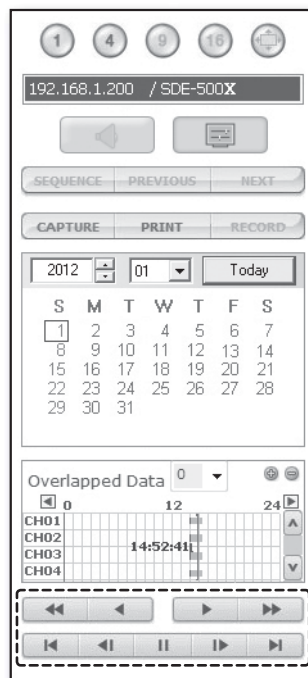 1 4 9 16
192.168.1.200 / SDE-500X
SEQUENCE PREVIOUS NEXT
CAPTURE PRINT RECORD
2012 01 Today
S M T W T F S
1 2 3 4 5 6 7
8 9 10 11 12 13 14
15 16 17 18 19 20 21
22 23 24 25 26 27 28
29 30 31
Overlapped Data 0
0 12 24
CH01
CH02
14:52:41
CH03
CH04